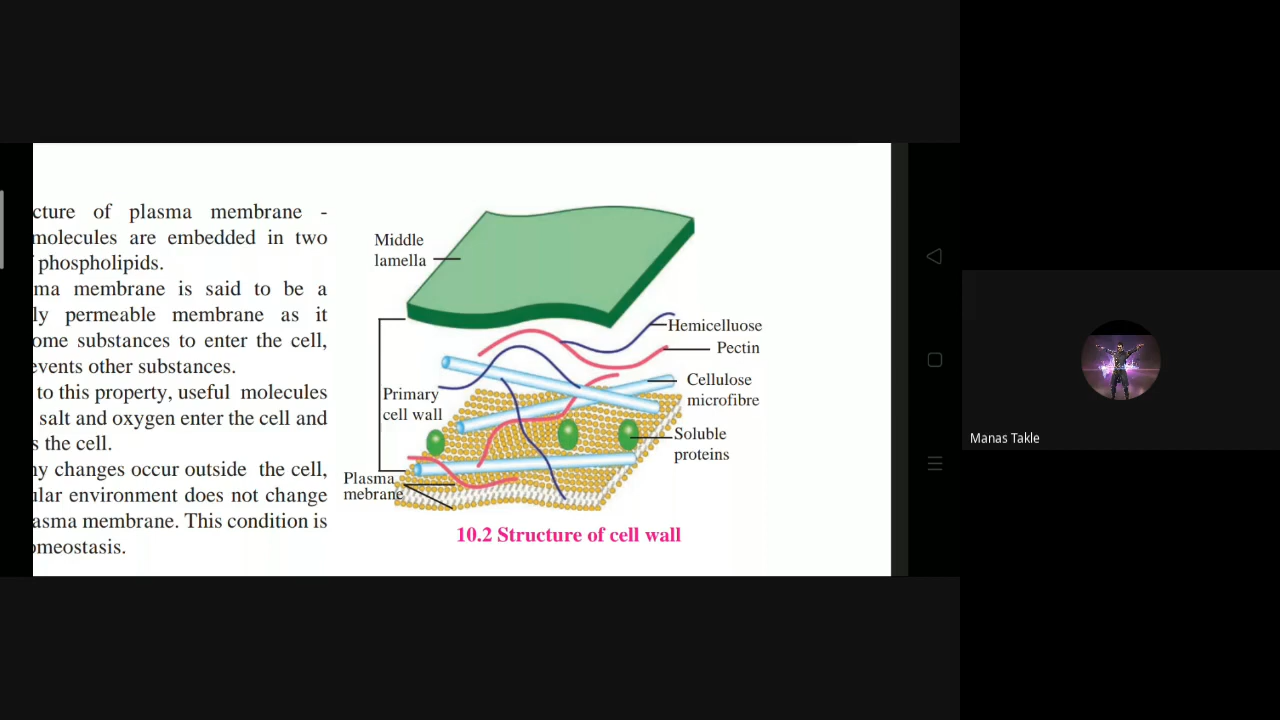 cture of plasma membrane -
molecules are embedded in two
phospholipids.
ma membrane is said to be a
ly permeable membrane as it
ome substances to enter the cell,
events other substances.
to this property, useful molecules
salt and oxygen enter the cell and
s the cell.
ny changes occur outside the cell,
ular environment does not change
asma membrane. This condition is
omeostasis.
Middle
lamella
Hemicelluose
Pectin
Cellulose
microfibre
Primary
cell wall
Soluble
proteins
Plasma
mebrane
10.2 Structure of cell wall
Manas Takle